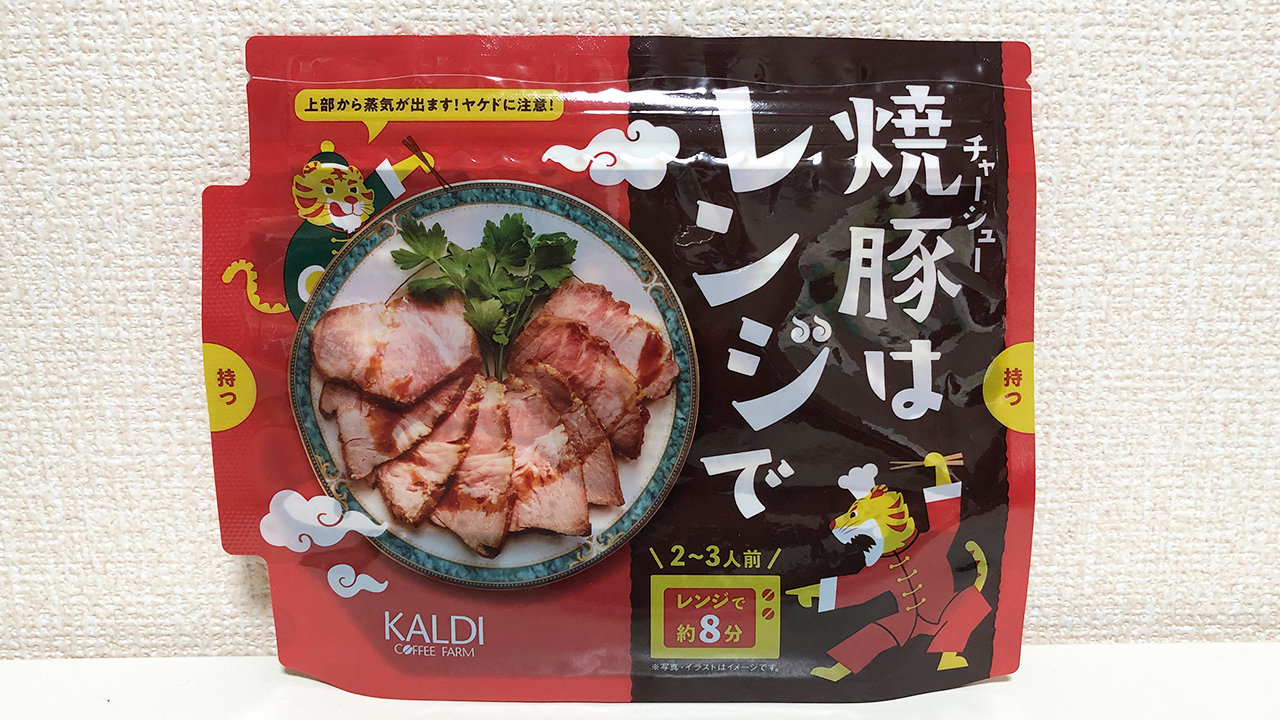 上部から蒸気が出ます!ヤケドに注意!
チャーシュー
焼豚は
レンジで
持つ
持つ
\2~3人前/
レンジで
約8分
KALDI
COFFEE FARM
※写真・イラストはイメージです。